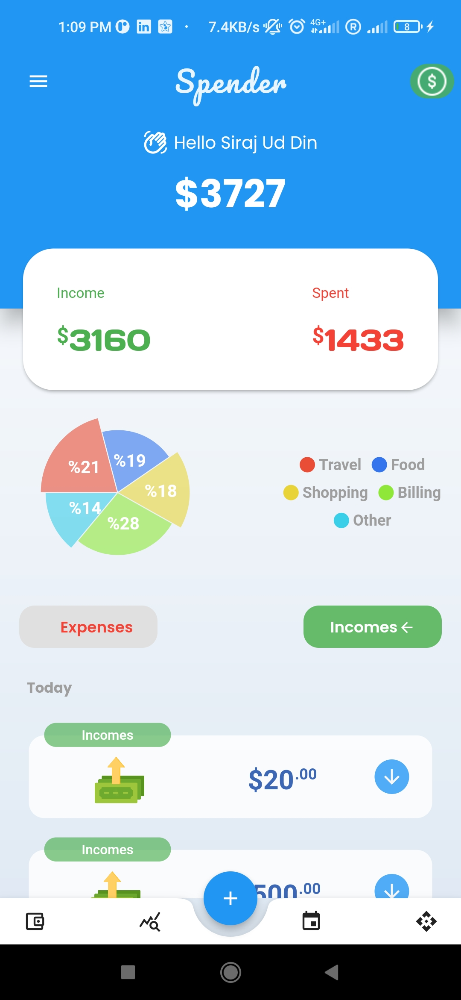 1:09 PM in · 7.4KB/s 4G+ R 8
Spender $
Hello Siraj Ud Din
$3727
Income Spent
$3160 $1433
%21 %19
%18
%14
%28
Travel Food
Shopping Billing
Other
Expenses Incomes
Today
Incomes
$20.00
Incomes
500.00